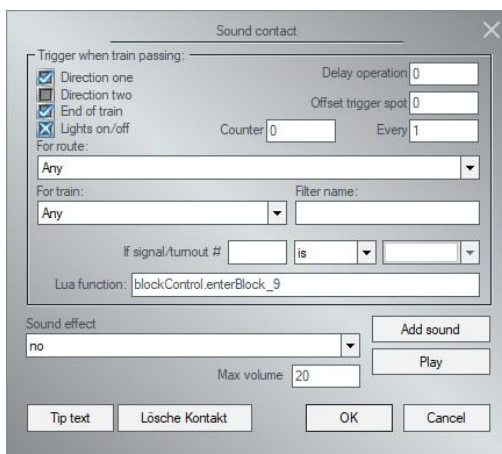 Sound contact
Trigger when train passing:
Direction one
Delay operation 0
Direction two
End of train
Offset trigger spot 0
Lights on/off
Counter 0
Every 1
For route:
Any
For train:
Filter name:
Any
If signal/turnout #
is
Lua function: blockControl.enterBlock_9
Sound effect
Add sound
no
Play
Max volume 20
Tip text
Lösche Kontakt
OK
Cancel